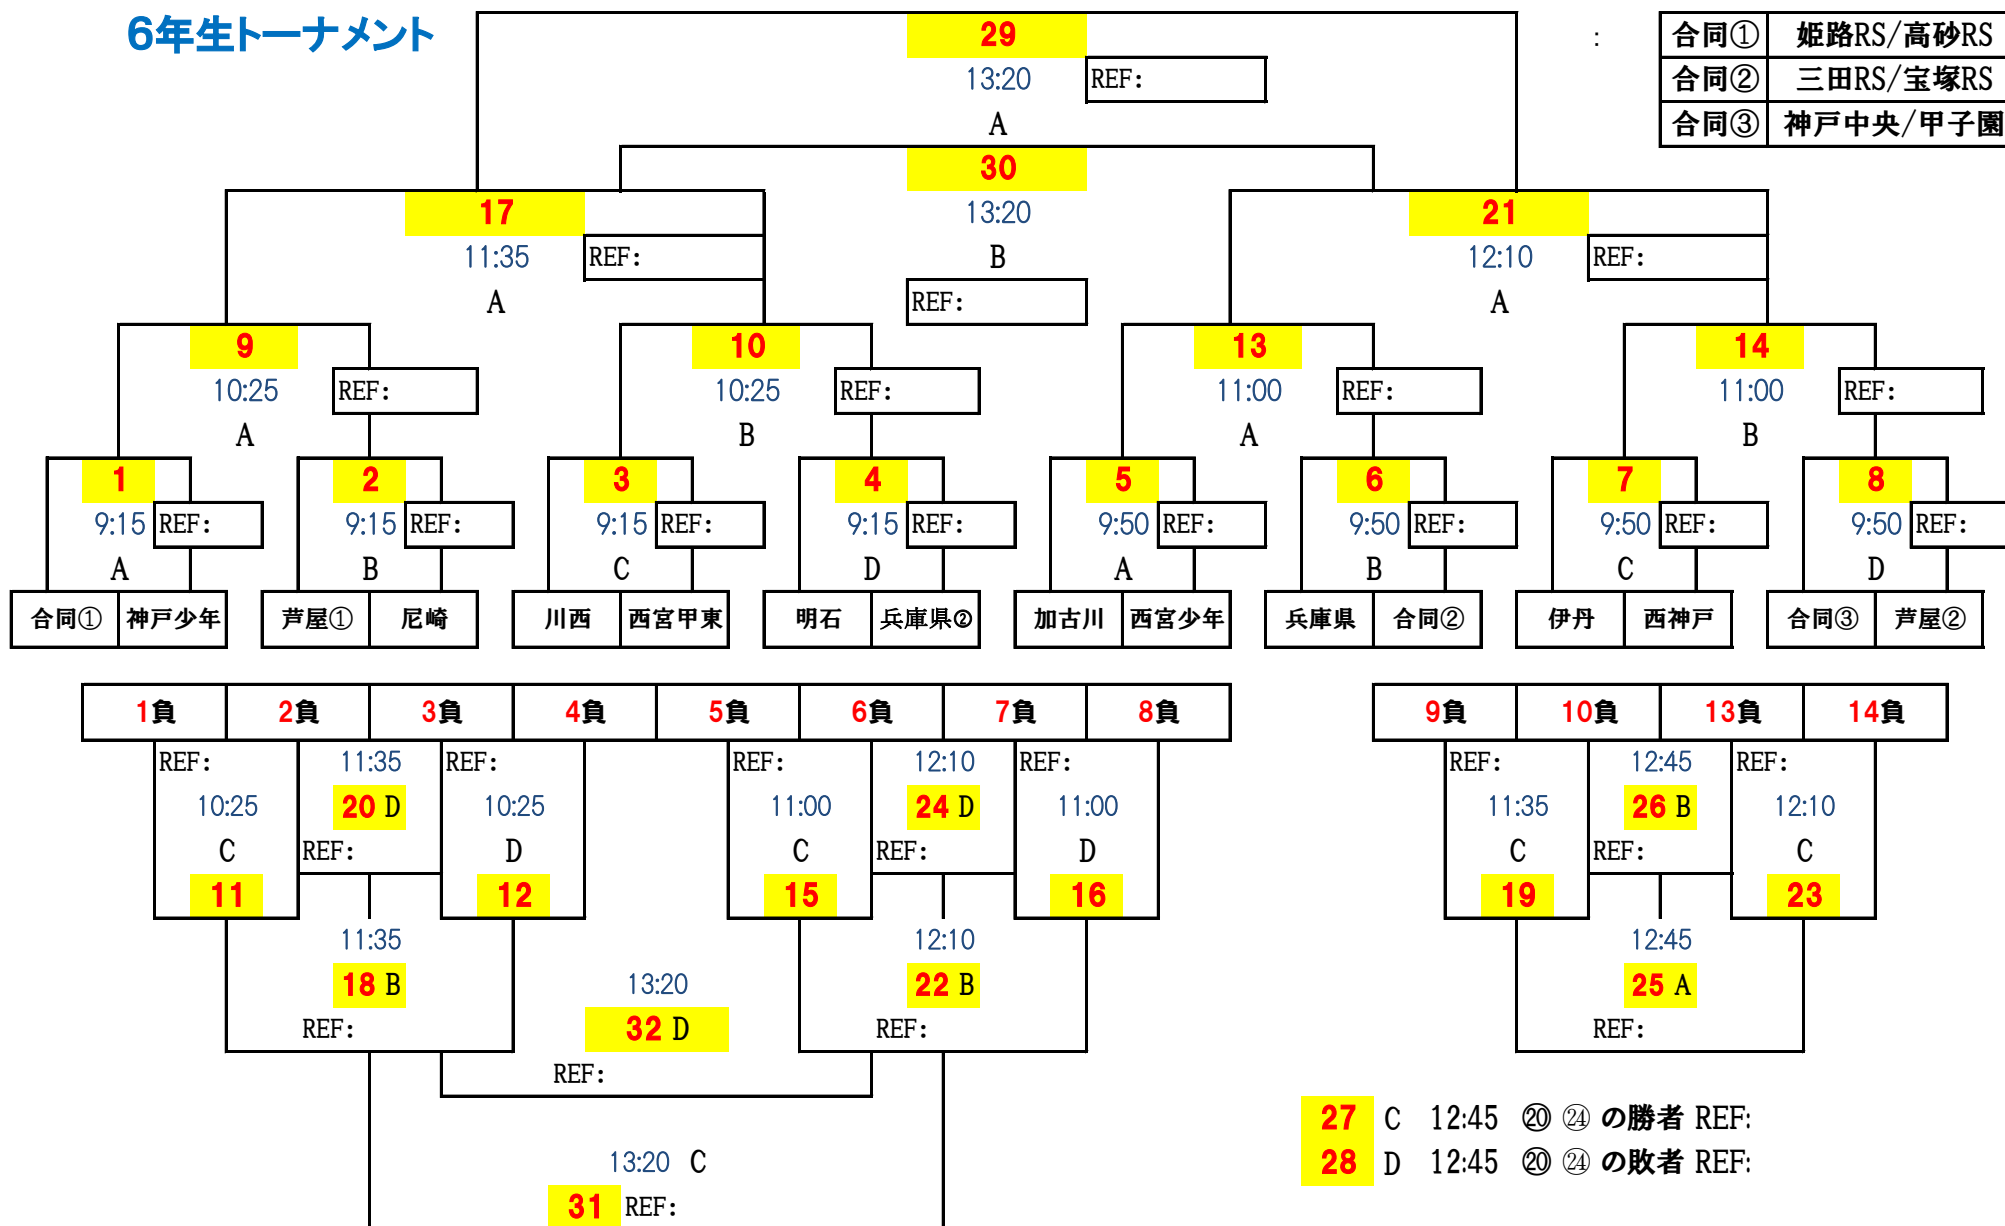 6年生トーナメント
29
:
合同① 姫路RS/高砂RS
13:20 REF:
合同② 三田RS/宝塚RS
A
合同③ 神戸中央/甲子園
30
17 13:20 21
11:35 REF: B 12:10 REF:
A REF: A
9 10 13 14
10:25 REF: 10:25 REF: 11:00 REF: 11:00 REF:
A B A B
1 2 3 4 5 6 7 8
9:15 REF: 9:15 REF: 9:15 REF: 9:15 REF: 9:50 REF: 9:50 REF: 9:50 REF: 9:50 REF:
A B C D A B C D
合同① 神戸少年 芦屋① 尼崎 川西 西宮甲東 明石 兵庫県② 加古川 西宮少年 兵庫県 合同② 伊丹 西神戸 合同③ 芦屋②
1負 2負 3負 4負 5負 6負 7負 8負 9負 10負 13負 14負
REF: 11:35 REF: REF: 12:10 REF: REF: 12:45 REF:
10:25 20 D 10:25 11:00 24 D 11:00 11:35 26 B 12:10
C REF: D C REF: D C REF: C
11 12 15 16 19 23
11:35 12:10 12:45
18 B 13:20 22 B 25 A
REF: 32 D REF: REF:
REF:
27 C 12:45 ⑳ ㉔ の勝者 REF:
13:20 C
28 D 12:45 ⑳ ㉔ の敗者 REF:
31 REF: